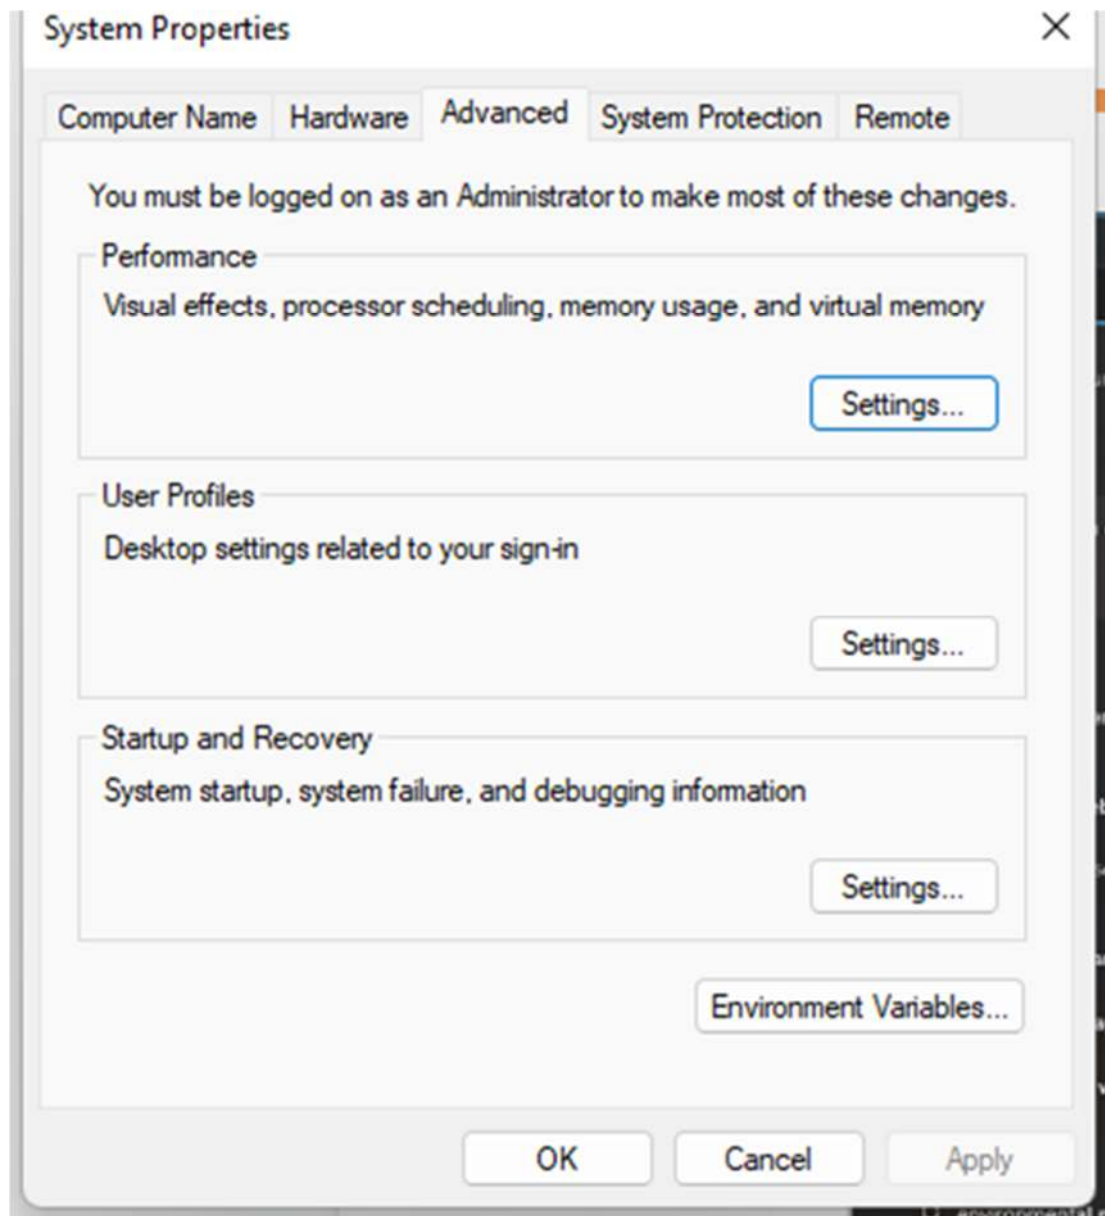 System Properties
Computer Name Hardware Advanced System Protection Remote
You must be logged on as an Administrator to make most of these changes.
Performance
Visual effects, processor scheduling, memory usage, and virtual memory
Settings...
User Profiles
Desktop settings related to your sign-in
Settings...
Startup and Recovery
System startup, system failure, and debugging information
Settings...
Environment Variables...
OK Cancel Apply